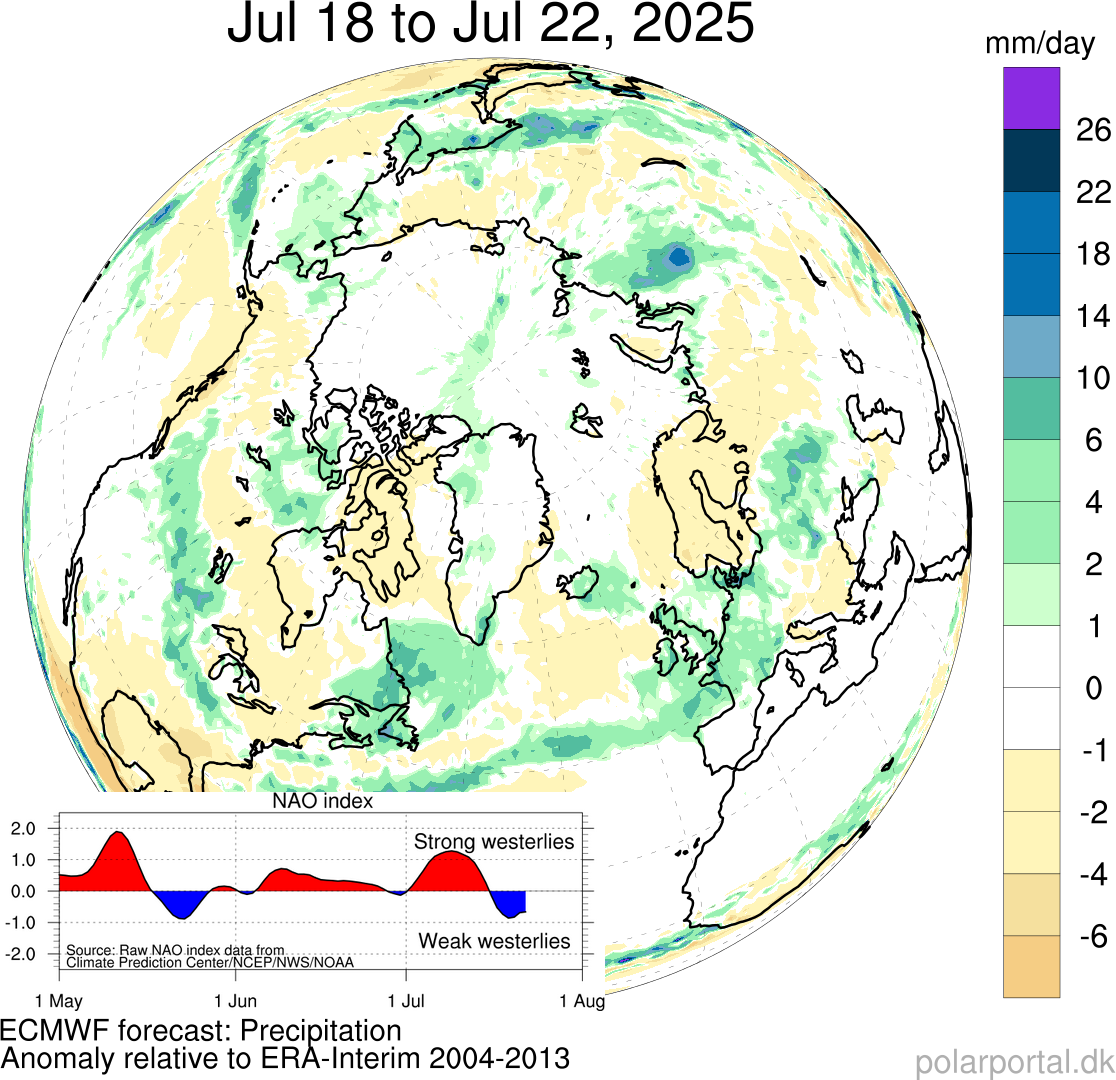 Jul 18 to Jul 22, 2025
mm/day
26
22
18
14
10
6
4
2
1
0
-1
-2
-4
-6
NAO index
2.0
1.0
0.0
-1.0
-2.0
Strong westerlies
Weak westerlies
Source: Raw NAO index data from
Climate Prediction Center/NCEP/NWS/NOAA
1 May 1 Jun 1 Jul 1 Aug
ECMWF forecast: Precipitation
Anomaly relative to ERA-Interim 2004-2013
polarportal.dk